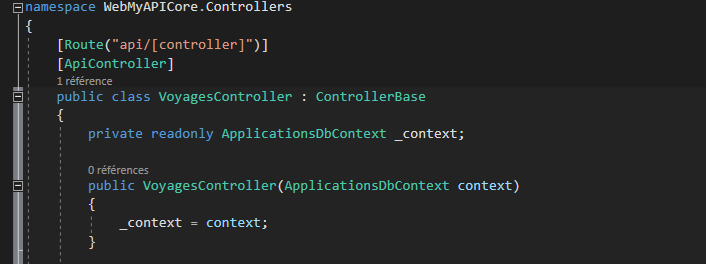 namespace WebMyAPICore.Controllers
{
[Route("api/[controller]")]
[ApiController]
1 référence
public class VoyagesController : ControllerBase
{
private readonly ApplicationsDbContext _context;
0 références
public VoyagesController(ApplicationsDbContext context)
{
_context = context;
}